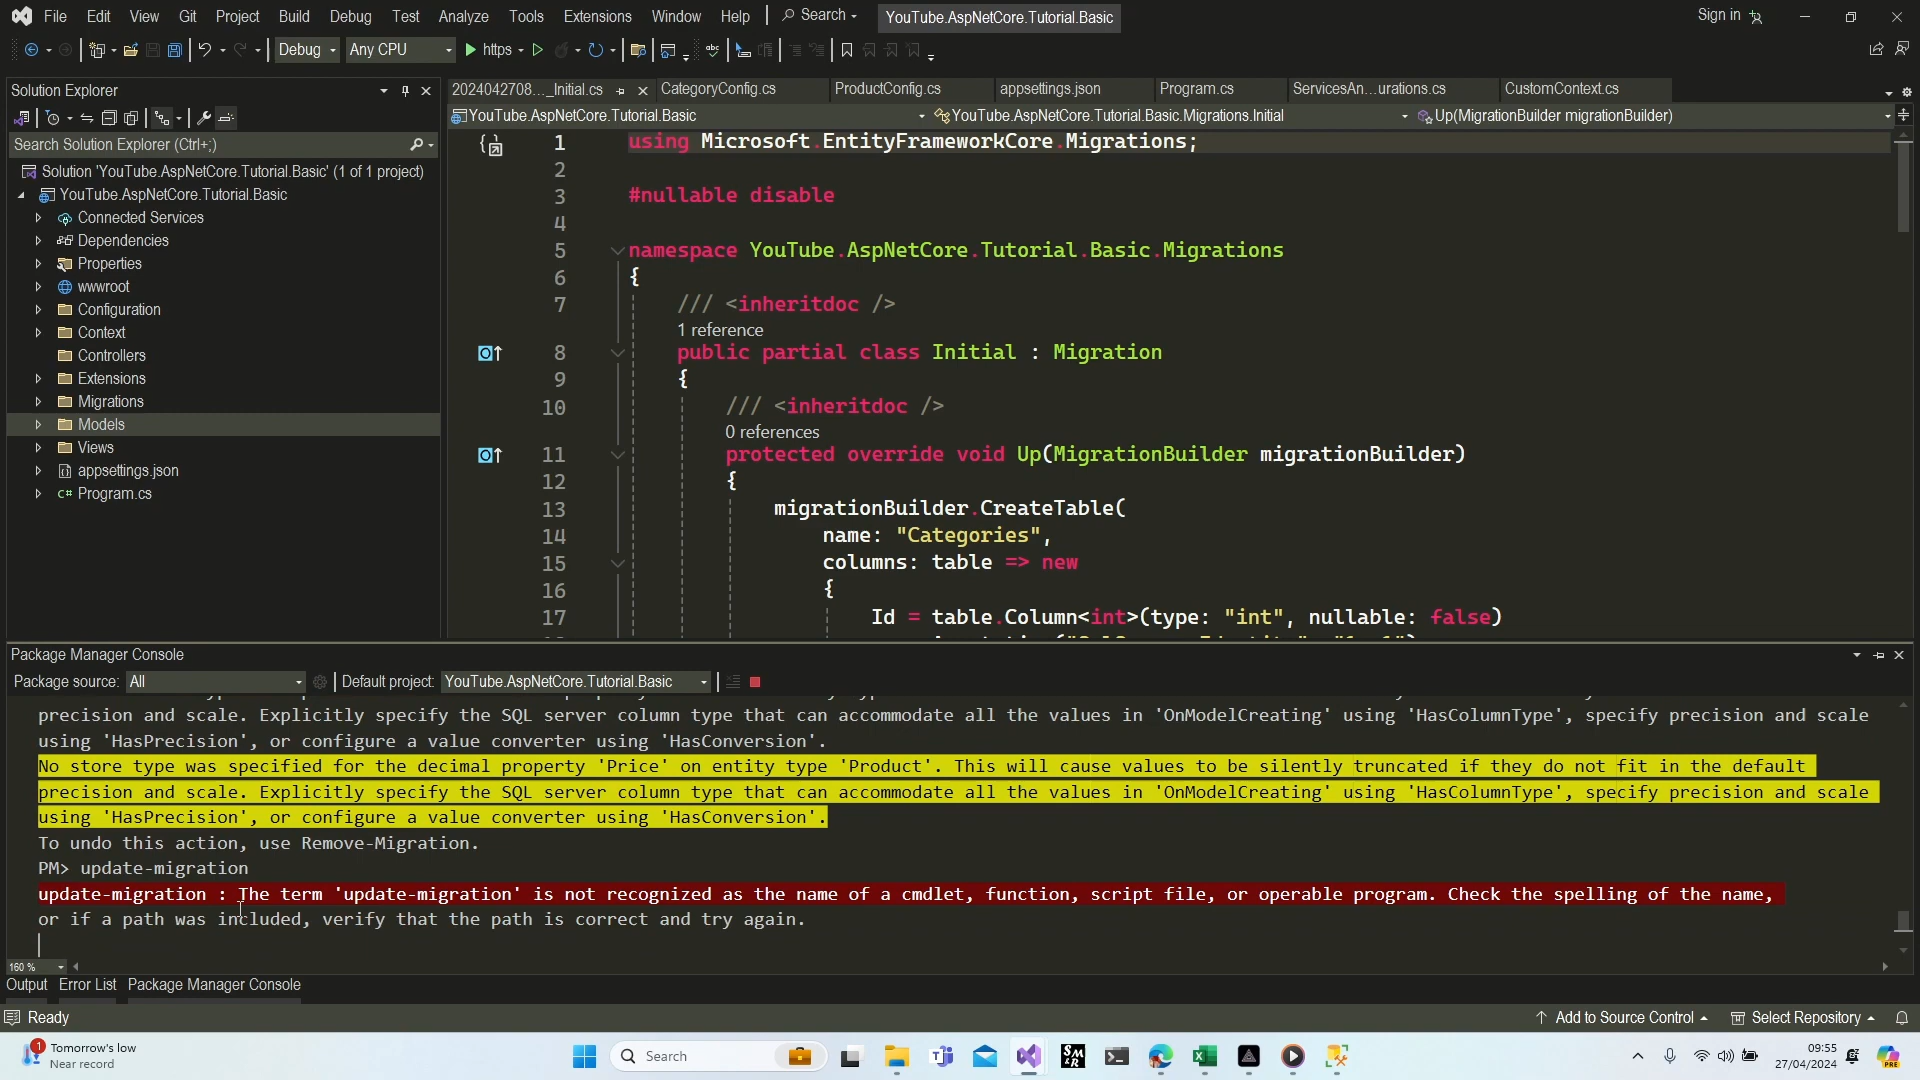 File Edit View Git Project Build Debug Test Analyze Tools Extensions Window Help Search YouTube.AspNetCore.Tutorial.Basic Sign in
Debug Any CPU https
Solution Explorer
Search Solution Explorer (Ctrl+;)
Solution 'YouTube.AspNetCore.Tutorial.Basic' (1 of 1 project)
YouTube.AspNetCore.Tutorial.Basic
Connected Services
Dependencies
Properties
wwwroot
Configuration
Context
Controllers
Extensions
Migrations
Models
Views
appsettings.json
C# Program.cs
2024042708..._Initial.cs CategoryConfig.cs ProductConfig.cs appsettings.json Program.cs ServicesAn...urations.cs CustomContext.cs
YouTube.AspNetCore.Tutorial.Basic YouTube.AspNetCore.Tutorial.Basic.Migrations.Initial Up(MigrationBuilder migrationBuilder)
1 using Microsoft.EntityFrameworkCore.Migrations;
2
3 #nullable disable
4
5 namespace YouTube.AspNetCore.Tutorial.Basic.Migrations
6 {
7 /// <inheritdoc />
1 reference
8 public partial class Initial : Migration
9 {
10 /// <inheritdoc />
0 references
11 protected override void Up(MigrationBuilder migrationBuilder)
12 {
13 migrationBuilder.CreateTable(
14 name: "Categories",
15 columns: table => new
16 {
17 Id = table.Column<int>(type: "int", nullable: false)
Package Manager Console
Package source: All Default project: YouTube.AspNetCore.Tutorial.Basic
precision and scale. Explicitly specify the SQL server column type that can accommodate all the values in 'OnModelCreating' using 'HasColumnType', specify precision and scale
using 'HasPrecision', or configure a value converter using 'HasConversion'.
No store type was specified for the decimal property 'Price' on entity type 'Product'. This will cause values to be silently truncated if they do not fit in the default
precision and scale. Explicitly specify the SQL server column type that can accommodate all the values in 'OnModelCreating' using 'HasColumnType', specify precision and scale
using 'HasPrecision', or configure a value converter using 'HasConversion'.
To undo this action, use Remove-Migration.
PM> update-migration
update-migration : The term 'update-migration' is not recognized as the name of a cmdlet, function, script file, or operable program. Check the spelling of the name,
or if a path was included, verify that the path is correct and try again.
160 %
Output Error List Package Manager Console
Ready Add to Source Control Select Repository
1 Tomorrow's low
Near record
Search
09:55
27/04/2024